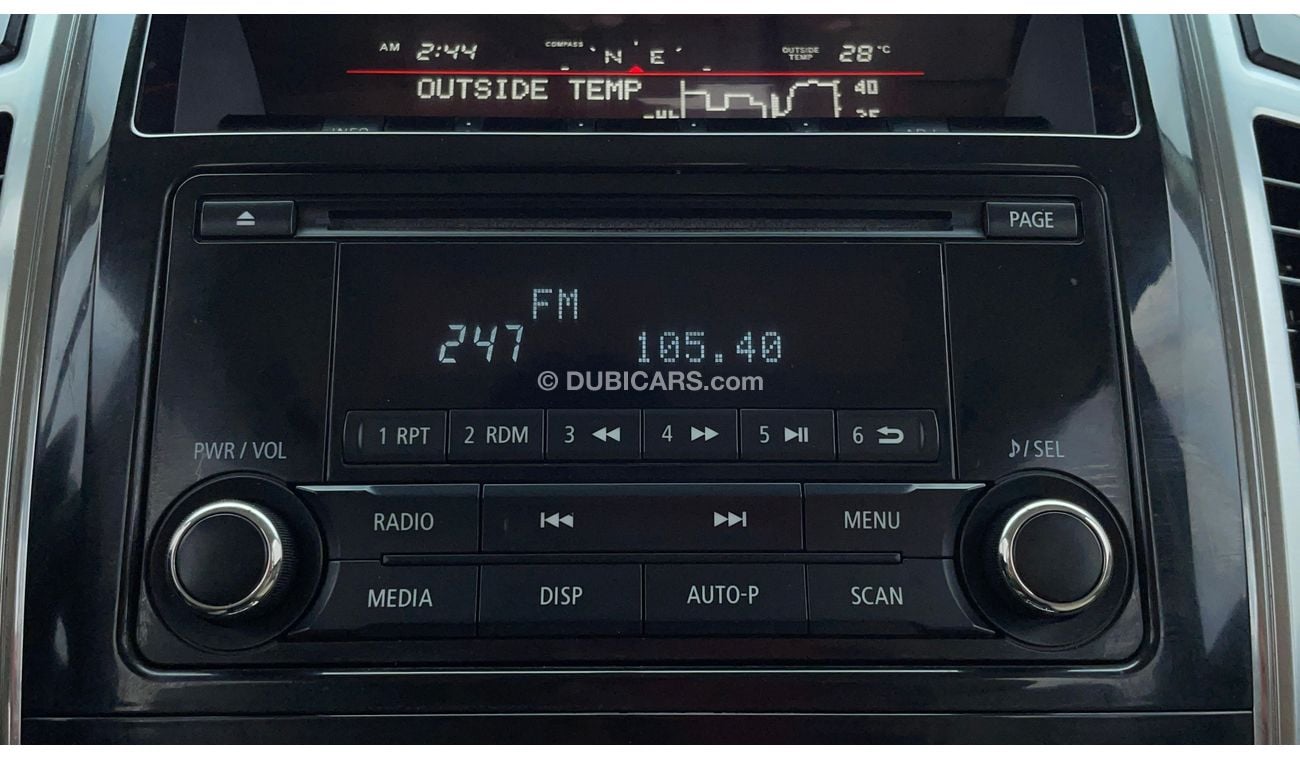 AM 2:44 COMPASS N E OUTSIDE TEMP 28 °C
OUTSIDE TEMP 40
PAGE
FM
247 105.40
© DUBICARS.com
1 RPT 2 RDM 3 4 5 6
PWR / VOL
/ SEL
RADIO MENU
MEDIA DISP AUTO-P SCAN